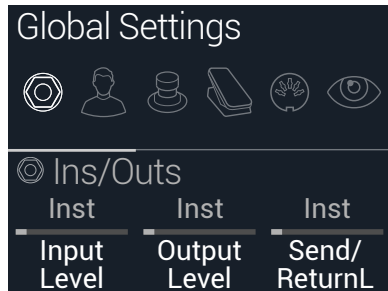 Global Settings
Ins/Outs
Inst Inst Inst
Input Output Send/
Level Level ReturnL